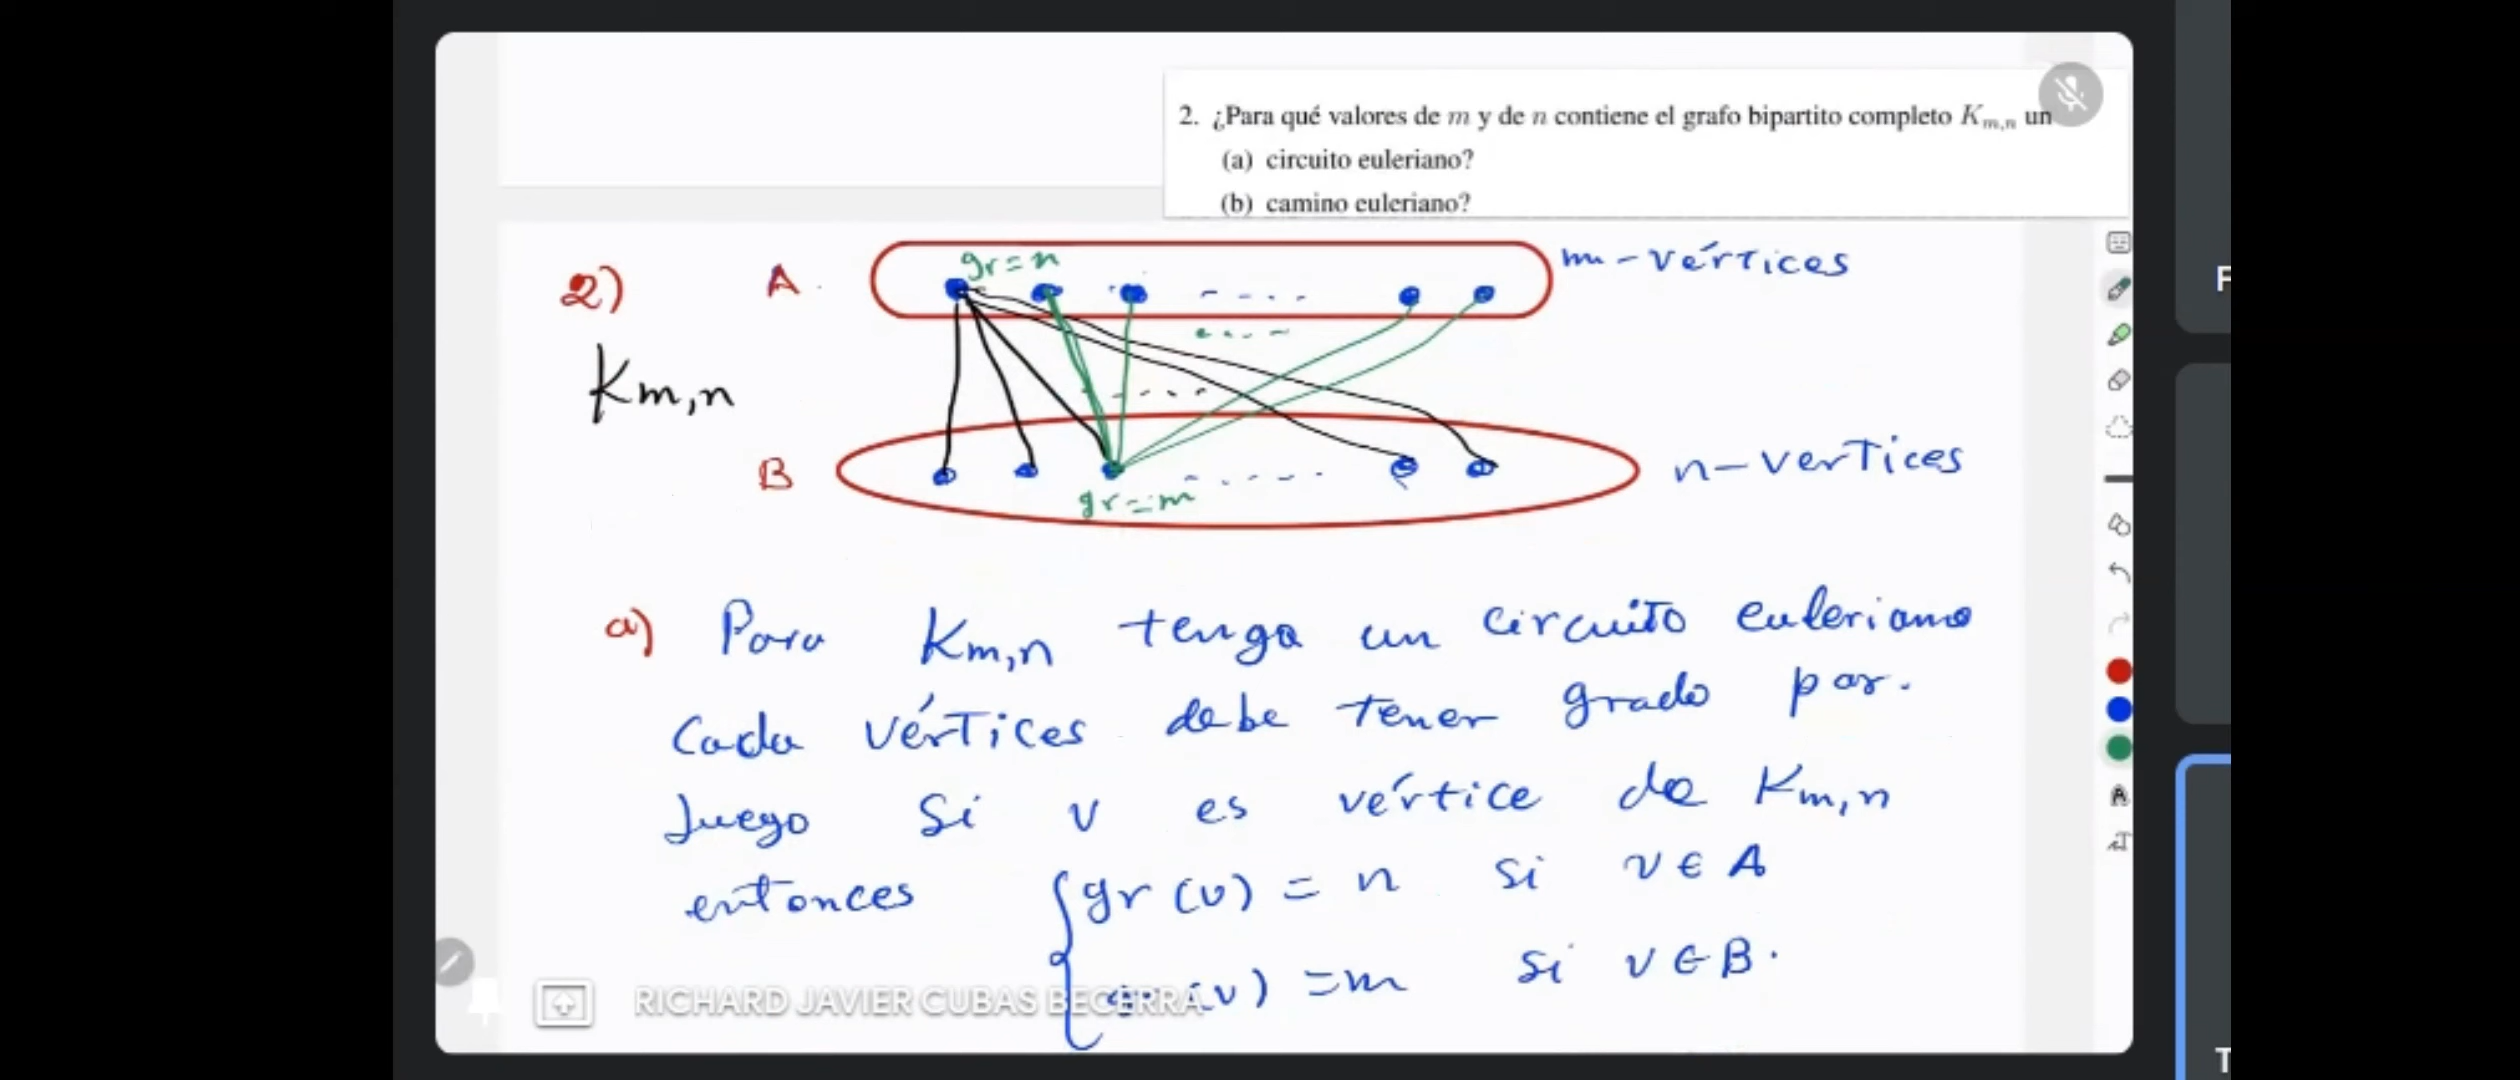 2. ¿Para qué valores de m y de n contiene el grafo bipartito completo Km,n un
(a) circuito euleriano?
(b) camino euleriano?
2) A. gr=n m-vértices
Km,n
B n-vertices
gr=m
a) Para Km,n tenga un circuito euleriano
Cada vérTices debe tener grado par.
Luego Si v es vértice de Km,n
entonces { gr(v) = n si v ∈ A
gr(v) = m si v ∈ B.
RICHARD JAVIER CUBAS BECERRA
F
T